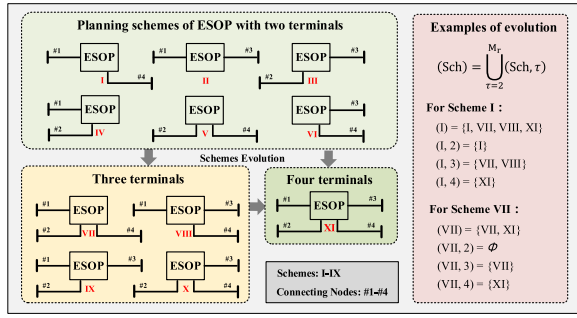 Planning schemes of ESOP with two terminals
#1 ESOP #4 I
#1 ESOP #3 II
ESOP #3 #2 III
#1 ESOP #2 IV
ESOP #2 V #4
ESOP #3 #2 VI
Schemes Evolution
Three terminals
#1 ESOP #2 VII #4
#1 ESOP #3 VIII #4
#1 ESOP #3 #2 IX
ESOP #3 #2 X #4
Four terminals
#1 ESOP #3
#2 XI #4
Schemes: I-IX
Connecting Nodes: #1-#4
Examples of evolution
(Sch) = ⋃ (Sch, τ)
M_r
τ=2
For Scheme I :
(I) = {I, VII, VIII, XI}
(I, 2) = {I}
(I, 3) = {VII, VIII}
(I, 4) = {XI}
For Scheme VII :
(VII) = {VII, XI}
(VII, 2) = Φ
(VII, 3) = {VII}
(VII, 4) = {XI}